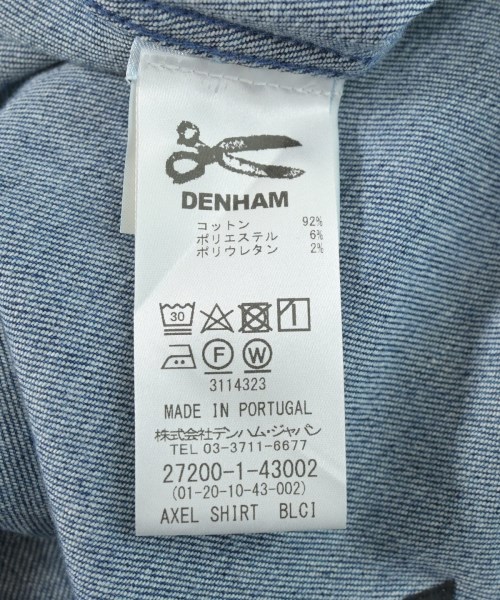 DENHAM
コットン 92%
ポリエステル 6%
ポリウレタン 2%
30
F W
3114323
MADE IN PORTUGAL
株式会社デンハム・ジャパン
TEL 03-3711-6677
27200-1-43002
(01-20-10-43-002)
AXEL SHIRT BLCI